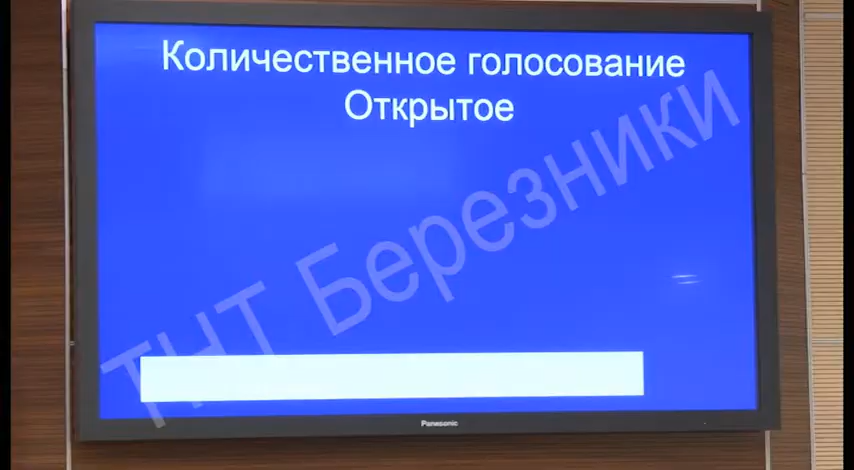 Количественное голосование
Открытое
ТНТ Березники
Panasonic